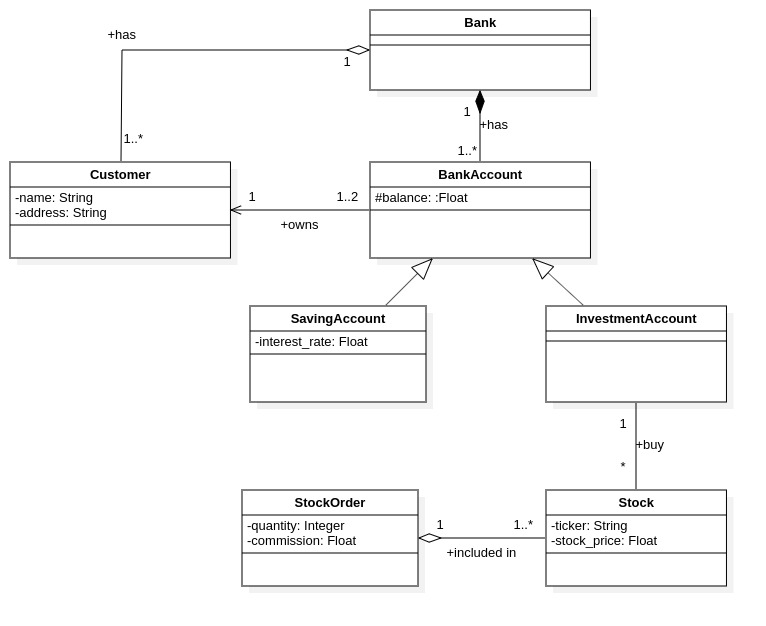 Bank
+has
1
1
+has
1..*
1..*
Customer
-name: String
-address: String
BankAccount
#balance: :Float
1
1..2
+owns
SavingAccount
-interest_rate: Float
InvestmentAccount
1
+buy
*
StockOrder
-quantity: Integer
-commission: Float
1
1..*
+included in
Stock
-ticker: String
-stock_price: Float